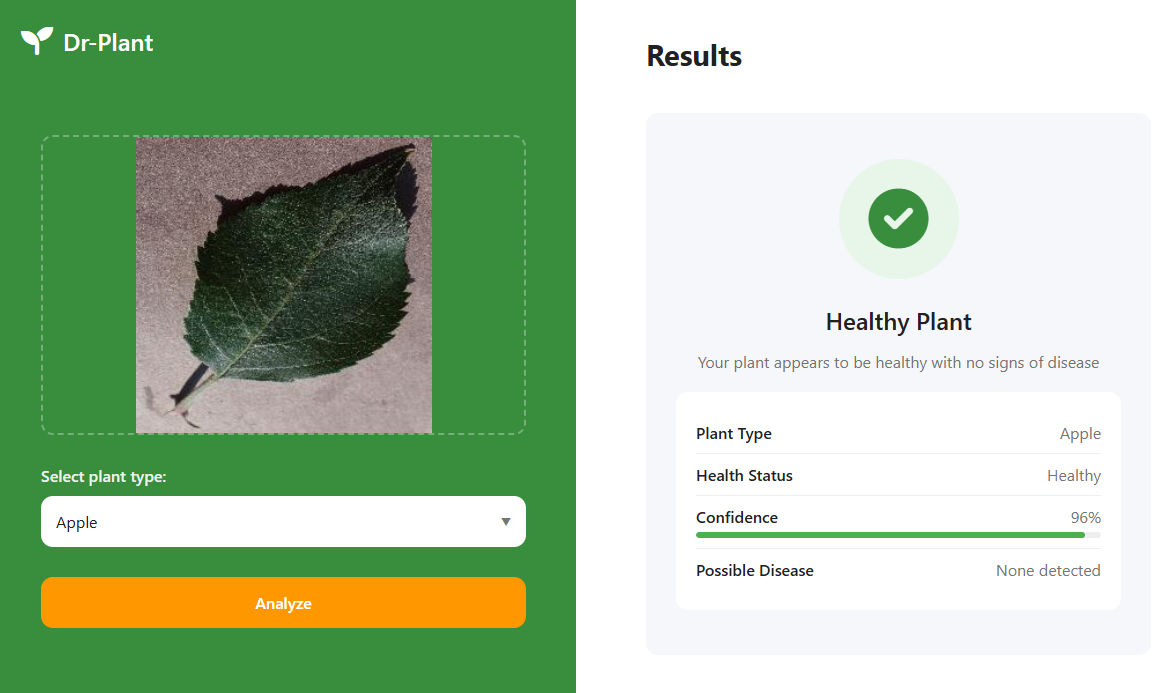 Dr-Plant
Select plant type:
Apple
Analyze
Results
Healthy Plant
Your plant appears to be healthy with no signs of disease
Plant Type Apple
Health Status Healthy
Confidence 96%
Possible Disease None detected